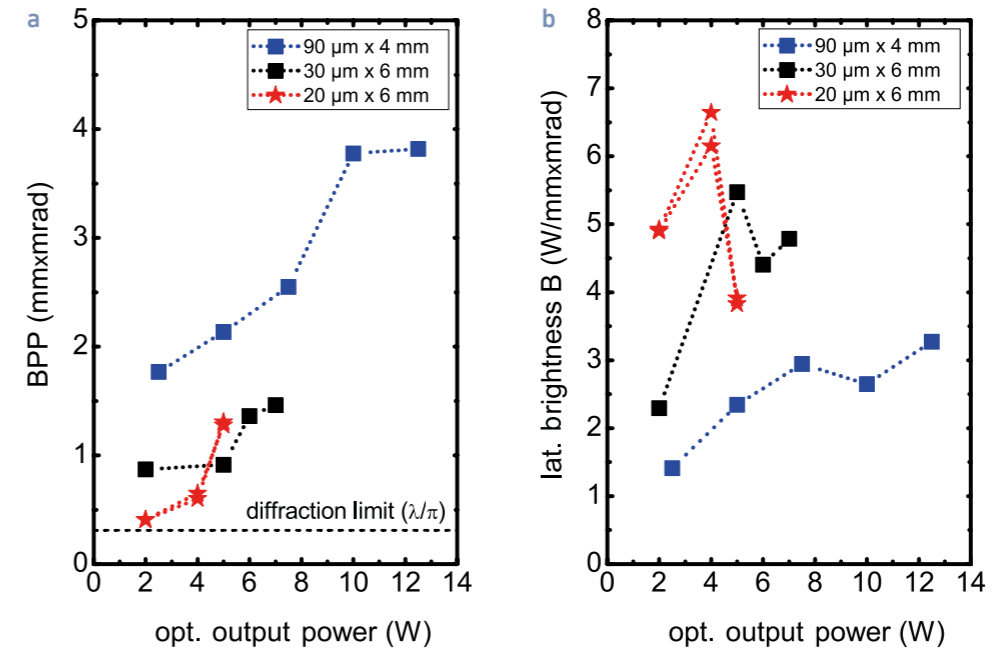 a
BPP (mmxmrad)
5
4
3
2
1
0
90 µm x 4 mm
30 µm x 6 mm
20 µm x 6 mm
diffraction limit (λ/π)
0 2 4 6 8 10 12 14
opt. output power (W)
b
lat. brightness B (W/mmxmrad)
8
7
6
5
4
3
2
1
0
90 µm x 4 mm
30 µm x 6 mm
20 µm x 6 mm
0 2 4 6 8 10 12 14
opt. output power (W)